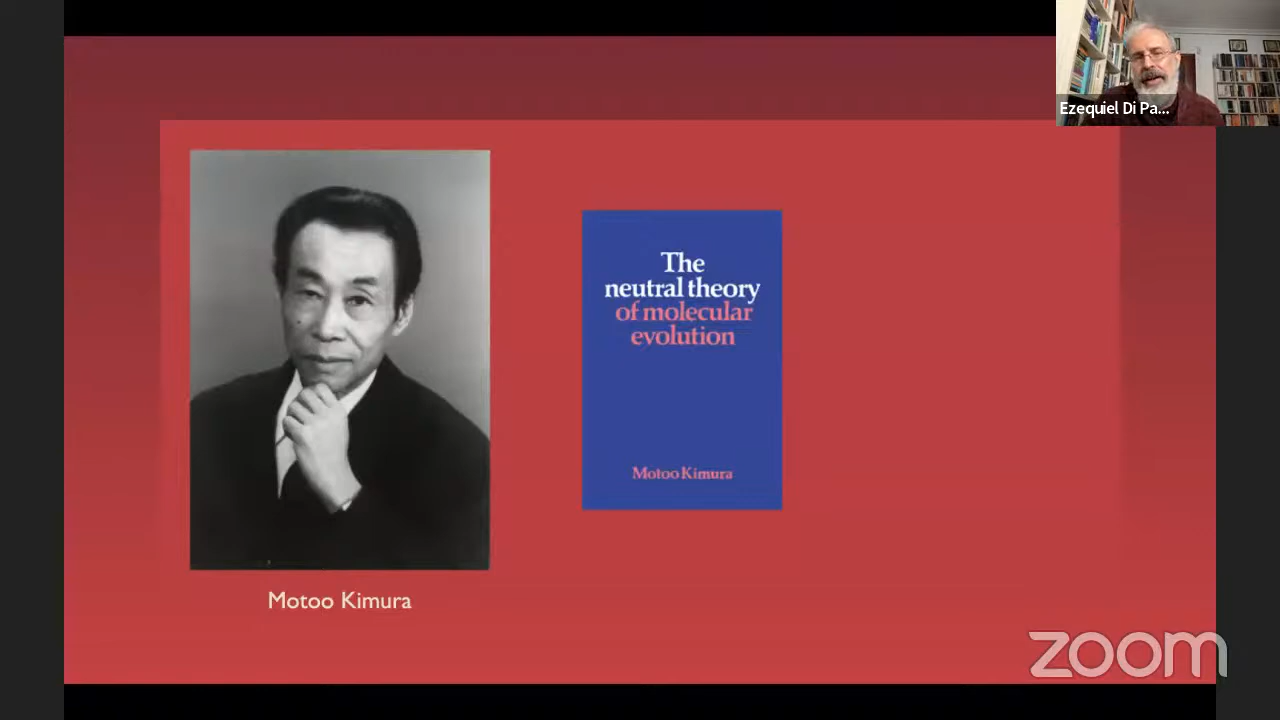 Ezequiel Di Pa...
The
neutral theory
of molecular
evolution
Motoo Kimura
Motoo Kimura
zoom